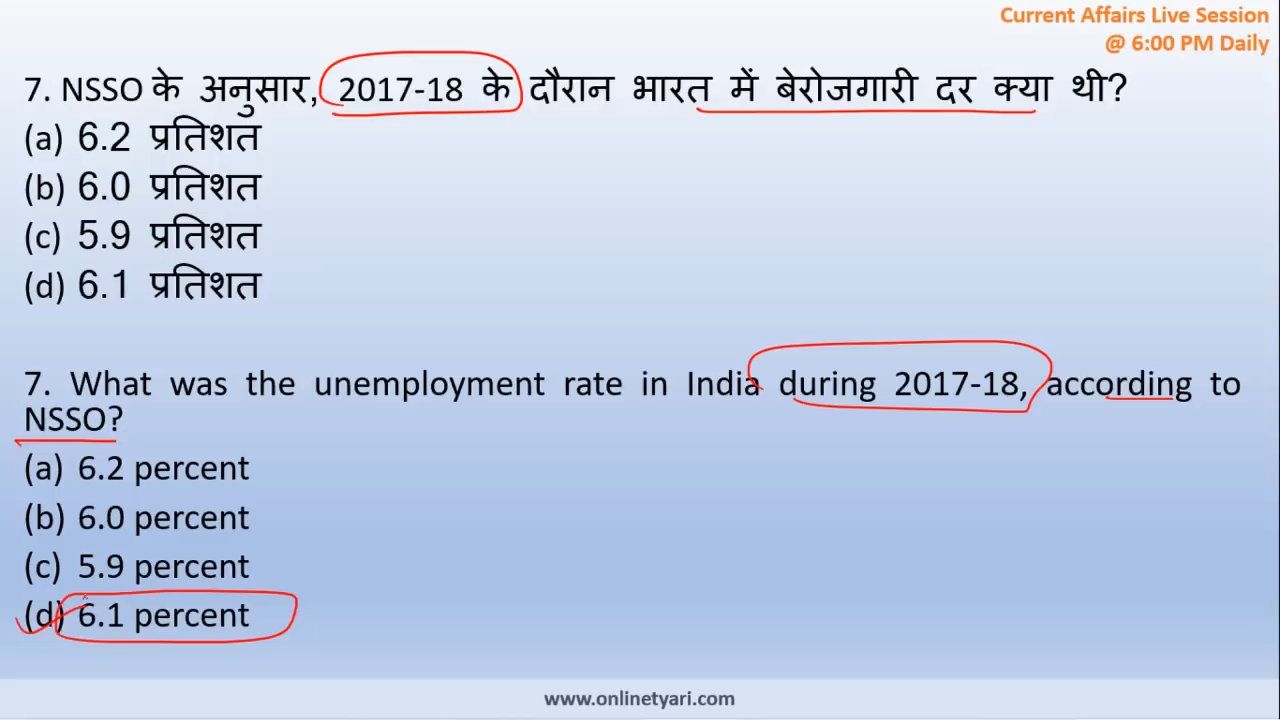 Current Affairs Live Session
@ 6:00 PM Daily
7. NSSO के अनुसार, 2017-18 के दौरान भारत में बेरोजगारी दर क्या थी?
(a) 6.2 प्रतिशत
(b) 6.0 प्रतिशत
(c) 5.9 प्रतिशत
(d) 6.1 प्रतिशत
7. What was the unemployment rate in India during 2017-18, according to
NSSO?
(a) 6.2 percent
(b) 6.0 percent
(c) 5.9 percent
(d) 6.1 percent
www.onlinetyari.com